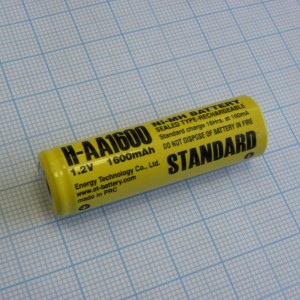 H-AA1600
1.2V 1600mAh
Energy Technology Co., Ltd.
www.et-battery.com
made in PRC
NI-MH BATTERY
SEALED TYPE-RECHARGEABLE
Standard charge 15Hrs. at 160mA
DO NOT DISPOSE OF BATTERY IN FIRE
STANDARD